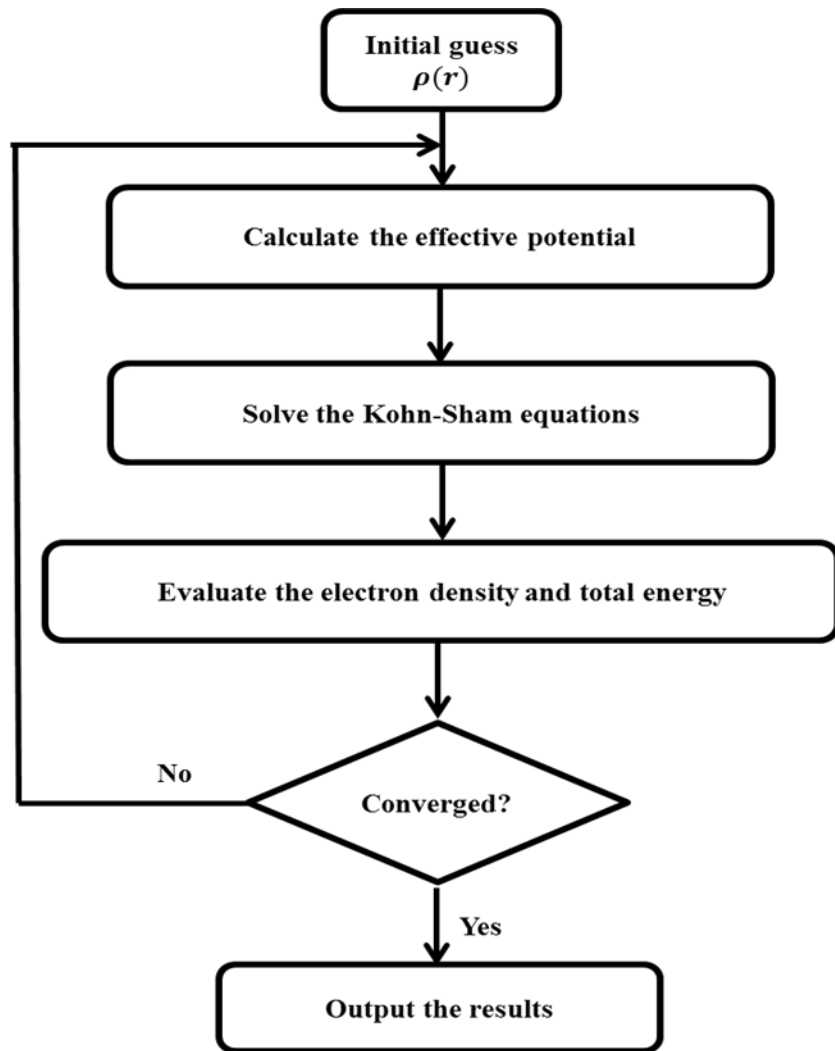 Initial guess
ρ(r)
Calculate the effective potential
Solve the Kohn-Sham equations
Evaluate the electron density and total energy
No
Converged?
Yes
Output the results